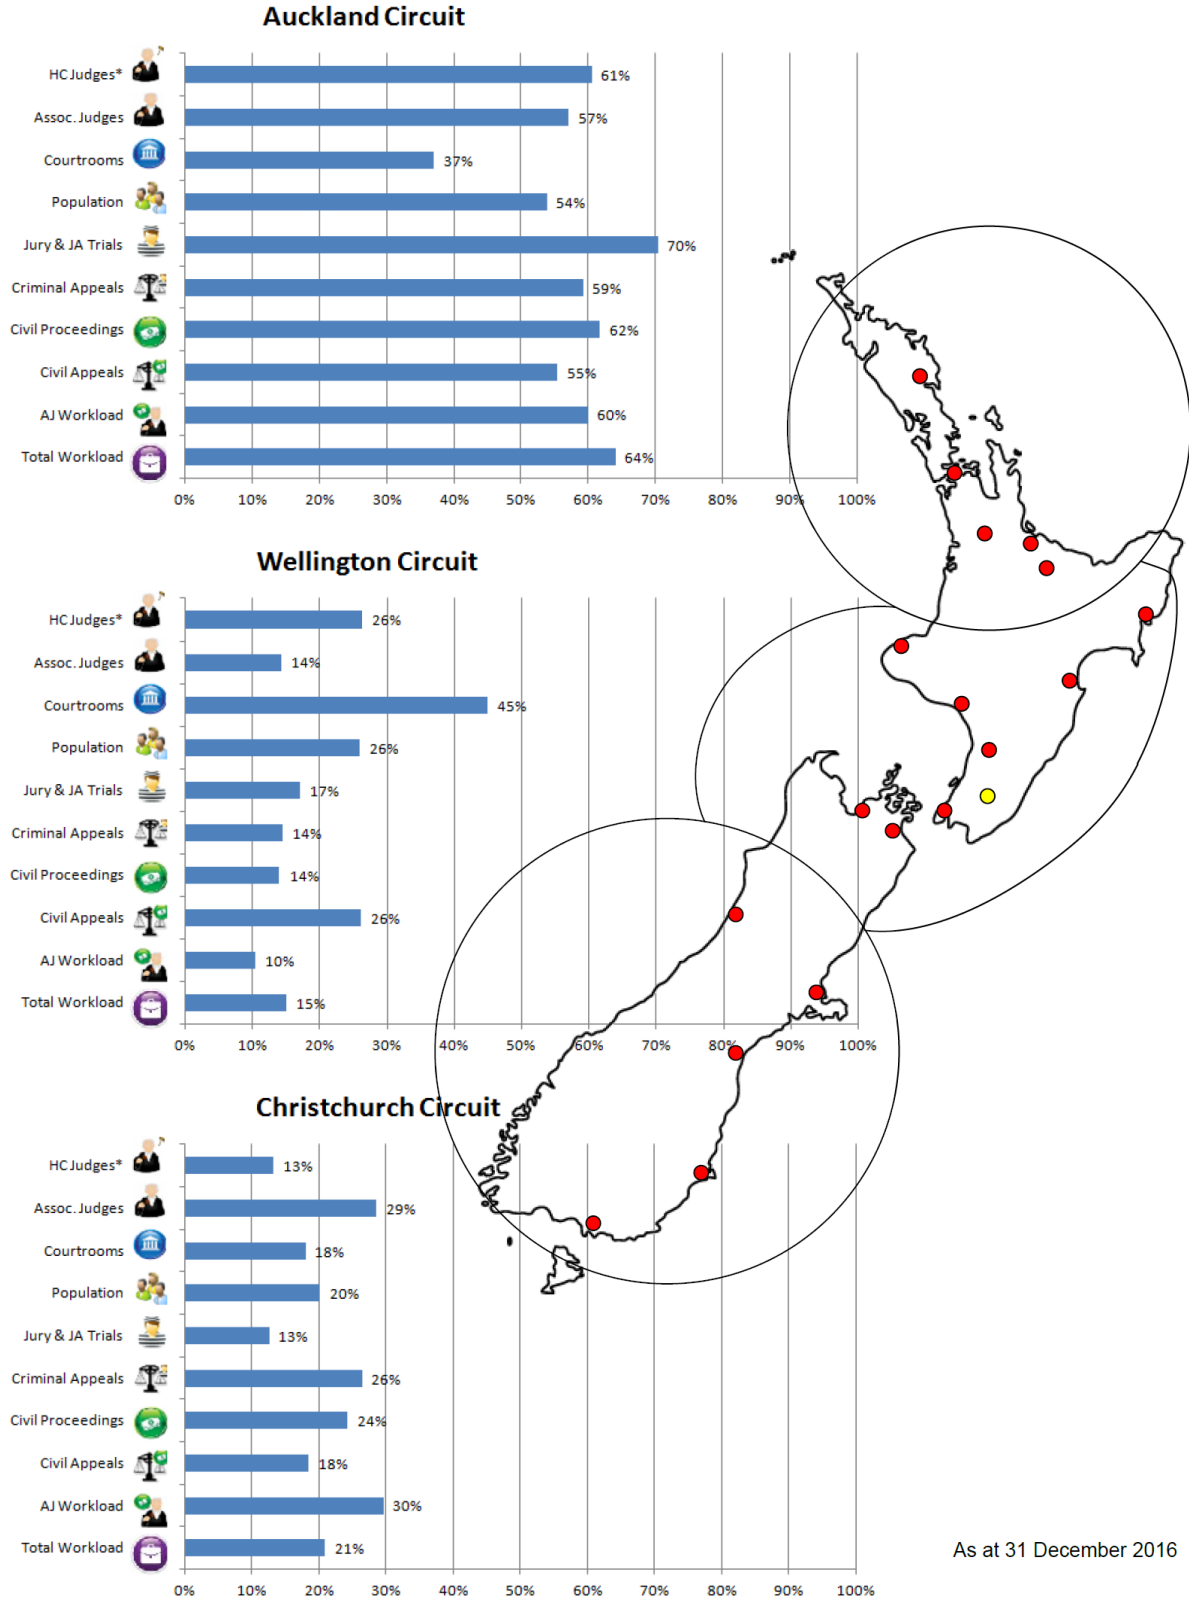 Auckland Circuit
HC Judges* 61%
Assoc. Judges 57%
Courtrooms 37%
Population 54%
Jury & JA Trials 70%
Criminal Appeals 59%
Civil Proceedings 62%
Civil Appeals 55%
AJ Workload 60%
Total Workload 64%
0% 10% 20% 30% 40% 50% 60% 70% 80% 90% 100%
Wellington Circuit
HC Judges* 26%
Assoc. Judges 14%
Courtrooms 45%
Population 26%
Jury & JA Trials 17%
Criminal Appeals 14%
Civil Proceedings 14%
Civil Appeals 26%
AJ Workload 10%
Total Workload 15%
0% 10% 20% 30% 40% 50% 60% 70% 80% 90% 100%
Christchurch Circuit
HC Judges* 13%
Assoc. Judges 29%
Courtrooms 18%
Population 20%
Jury & JA Trials 13%
Criminal Appeals 26%
Civil Proceedings 24%
Civil Appeals 18%
AJ Workload 30%
Total Workload 21%
0% 10% 20% 30% 40% 50% 60% 70% 80% 90% 100%
As at 31 December 2016